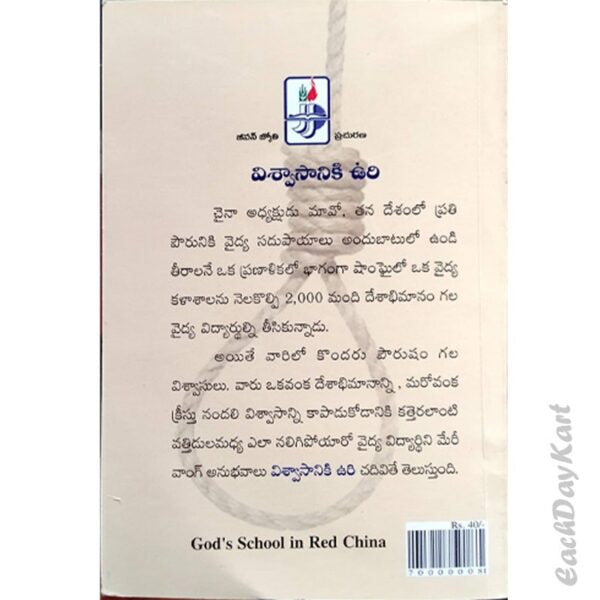 జీవన్ జ్యోతి ప్రచురణ
విశ్వాసానికి ఉరి
చైనా అధ్యక్షుడు మావో, తన దేశంలో ప్రతి
పౌరునికి వైద్య సదుపాయాలు అందుబాటులో ఉండి
తీరాలనే ఒక ప్రణాళికలో భాగంగా షాంఘైలో ఒక వైద్య
కళాశాలను నెలకొల్పి 2,000 మంది దేశాభిమానం గల
వైద్య విద్యార్థుల్ని తీసికున్నాడు.
అయితే వారిలో కొందరు పౌరుషం గల
విశ్వాసులు. వారు ఒకవంక దేశాభిమానాన్ని , మరోవంక
క్రీస్తు నందలి విశ్వాసాన్ని కాపాడుకోడానికి కత్తెరలాంటి
వత్తిడులమధ్య ఎలా నలిగిపోయారో వైద్య విద్యార్థిని మేరీ
వాంగ్ అనుభవాలు విశ్వాసానికి ఉరి చదివితే తెలుస్తుంది.
Rs. 40/-
God's School in Red China
70000008
EachDayKart